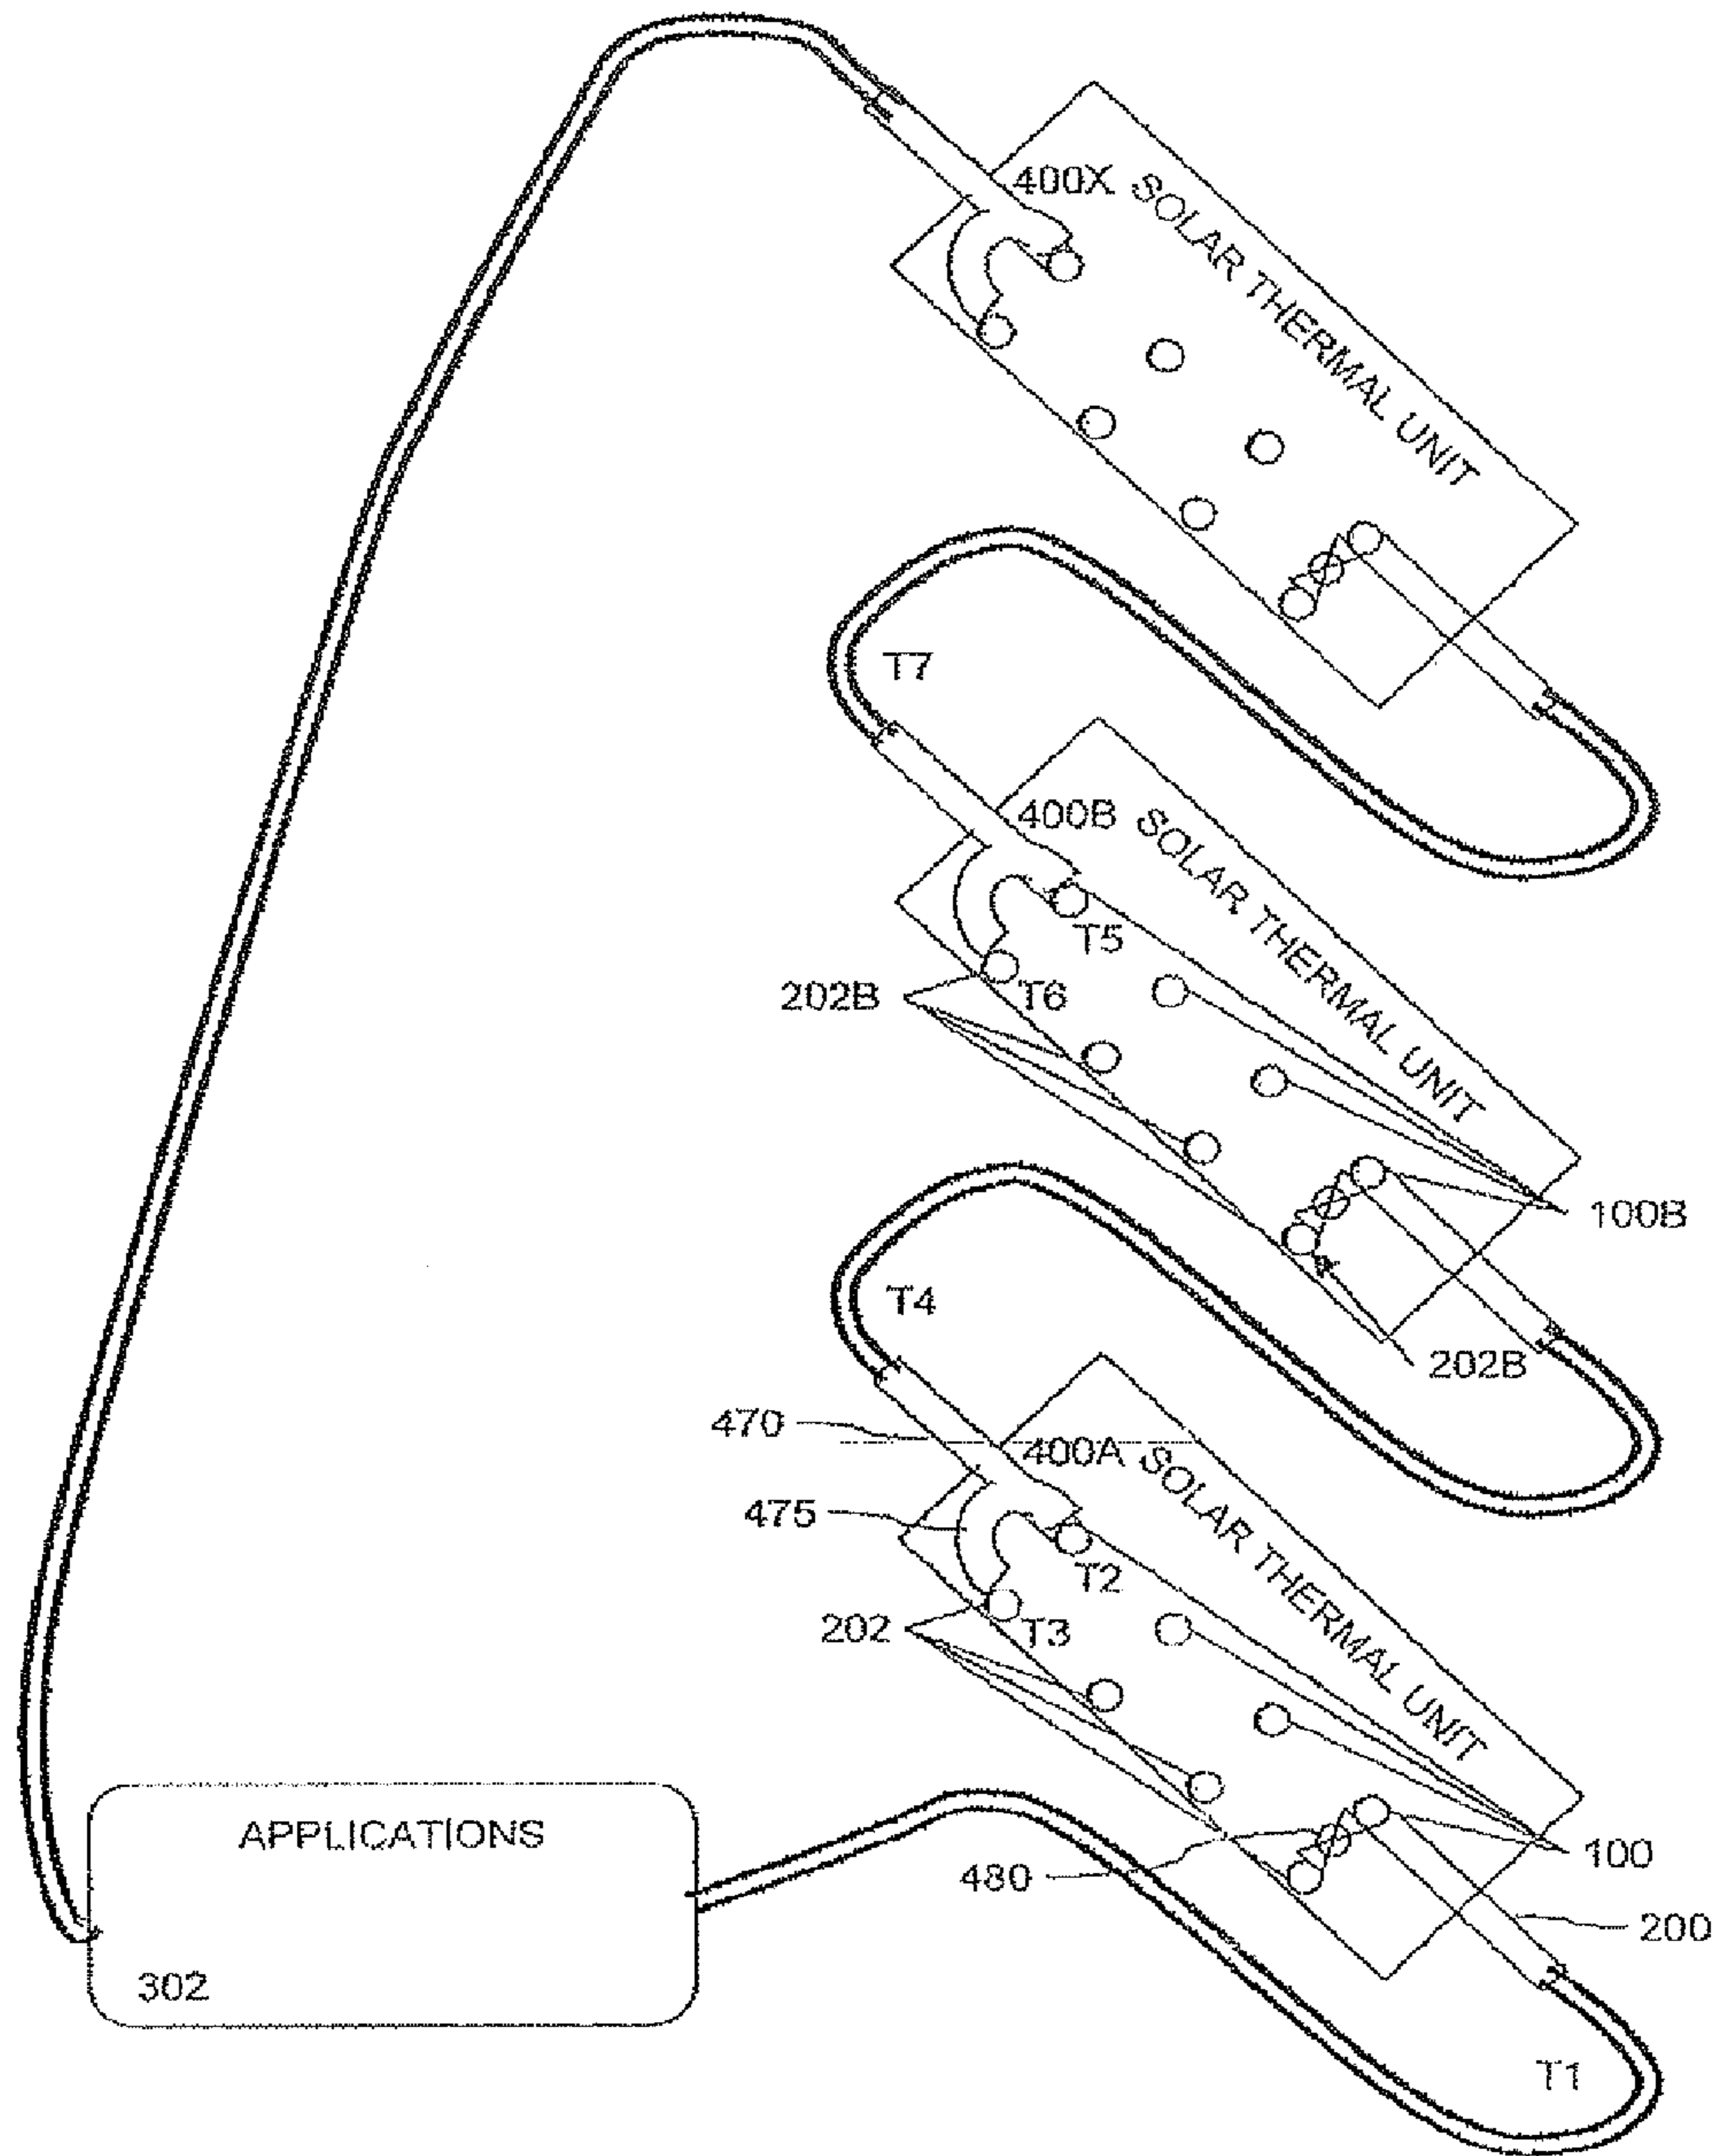 400X SOLAR THERMAL UNIT
T7
400B SOLAR THERMAL UNIT
T5
202B
T6
100B
T4
202B
470
400A SOLAR THERMAL UNIT
475
T2
202
T3
APPLICATIONS
100
480
200
302
T1